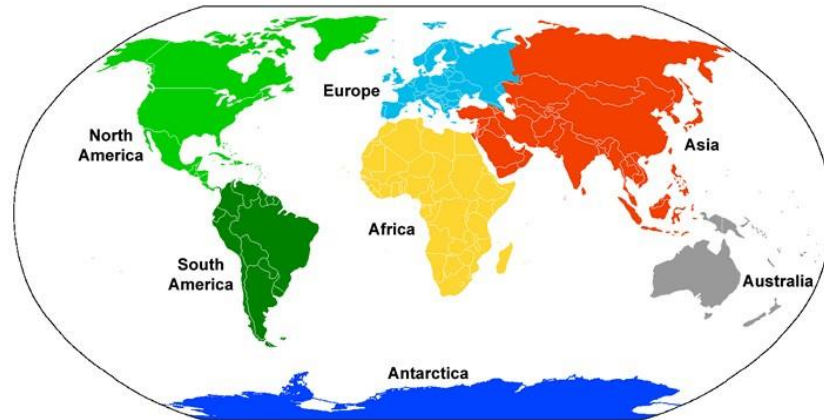 Europe
North
America
Asia
Africa
South
America
Australia
Antarctica